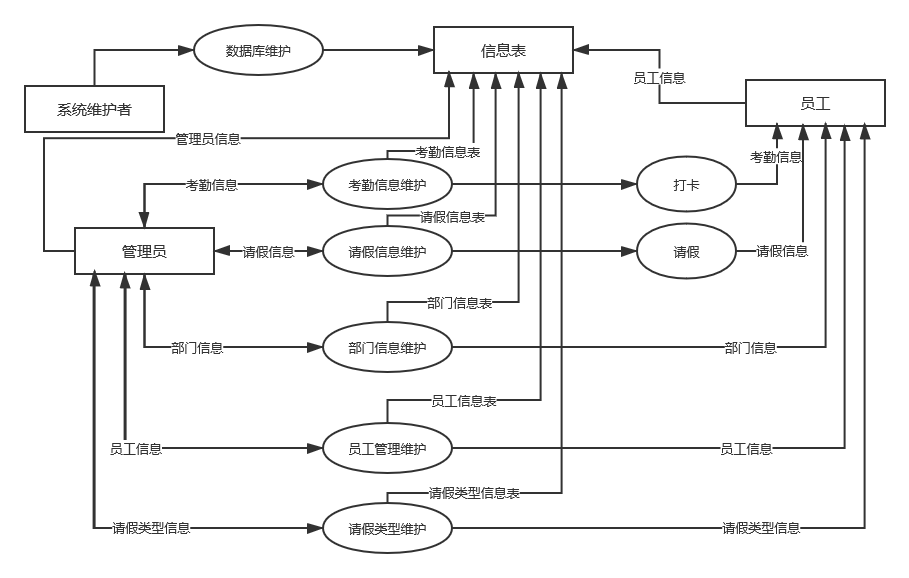 数据库维护
信息表
员工信息
系统维护者
员工
管理员信息
考勤信息表
考勤信息
考勤信息
考勤信息维护
打卡
请假信息表
管理员
请假信息
请假信息维护
请假
请假信息
部门信息表
部门信息
部门信息维护
部门信息
员工信息表
员工信息
员工管理维护
员工信息
请假类型信息表
请假类型信息
请假类型维护
请假类型信息